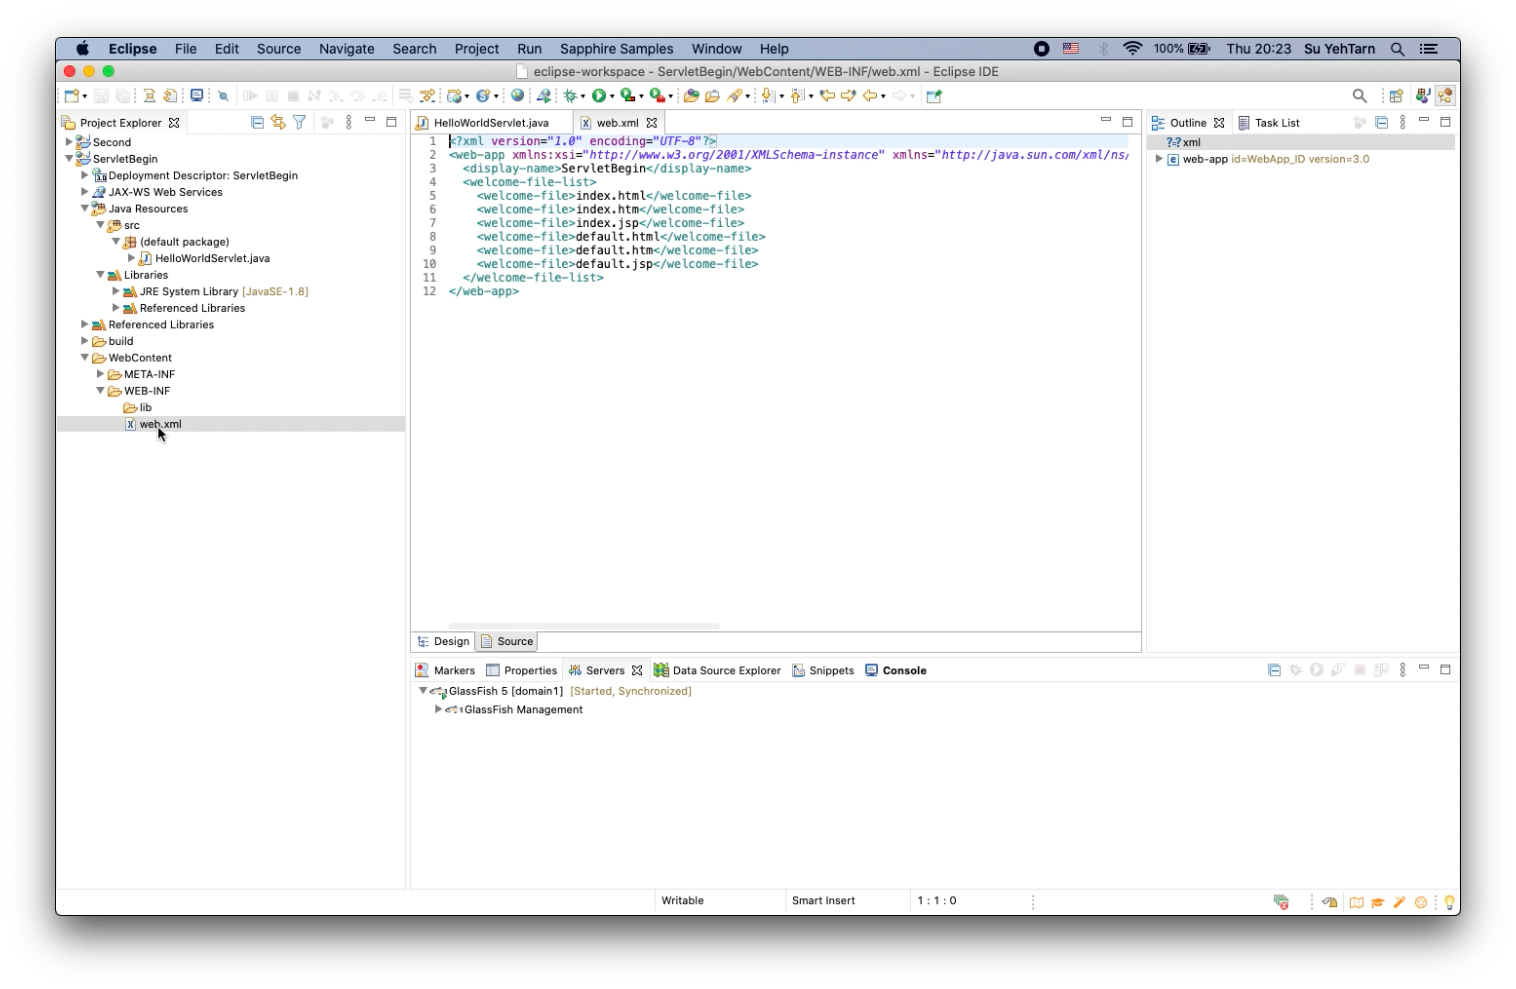 Eclipse File Edit Source Navigate Search Project Run Sapphire Samples Window Help 100% Thu 20:23 Su YehTarn
eclipse-workspace - ServletBegin/WebContent/WEB-INF/web.xml - Eclipse IDE
Project Explorer
Second
ServletBegin
Deployment Descriptor: ServletBegin
JAX-WS Web Services
Java Resources
src
(default package)
HelloWorldServlet.java
Libraries
JRE System Library [JavaSE-1.8]
Referenced Libraries
Referenced Libraries
build
WebContent
META-INF
WEB-INF
lib
web.xml
HelloWorldServlet.java web.xml
1 <?xml version="1.0" encoding="UTF-8"?>
2 <web-app xmlns:xsi="http://www.w3.org/2001/XMLSchema-instance" xmlns="http://java.sun.com/xml/ns/
3 <display-name>ServletBegin</display-name>
4 <welcome-file-list>
5 <welcome-file>index.html</welcome-file>
6 <welcome-file>index.htm</welcome-file>
7 <welcome-file>index.jsp</welcome-file>
8 <welcome-file>default.html</welcome-file>
9 <welcome-file>default.htm</welcome-file>
10 <welcome-file>default.jsp</welcome-file>
11 </welcome-file-list>
12 </web-app>
Design Source
Outline Task List
?=? xml
web-app id=WebApp_ID version=3.0
Markers Properties Servers Data Source Explorer Snippets Console
GlassFish 5 [domain1] [Started, Synchronized]
GlassFish Management
Writable Smart Insert 1 : 1 : 0